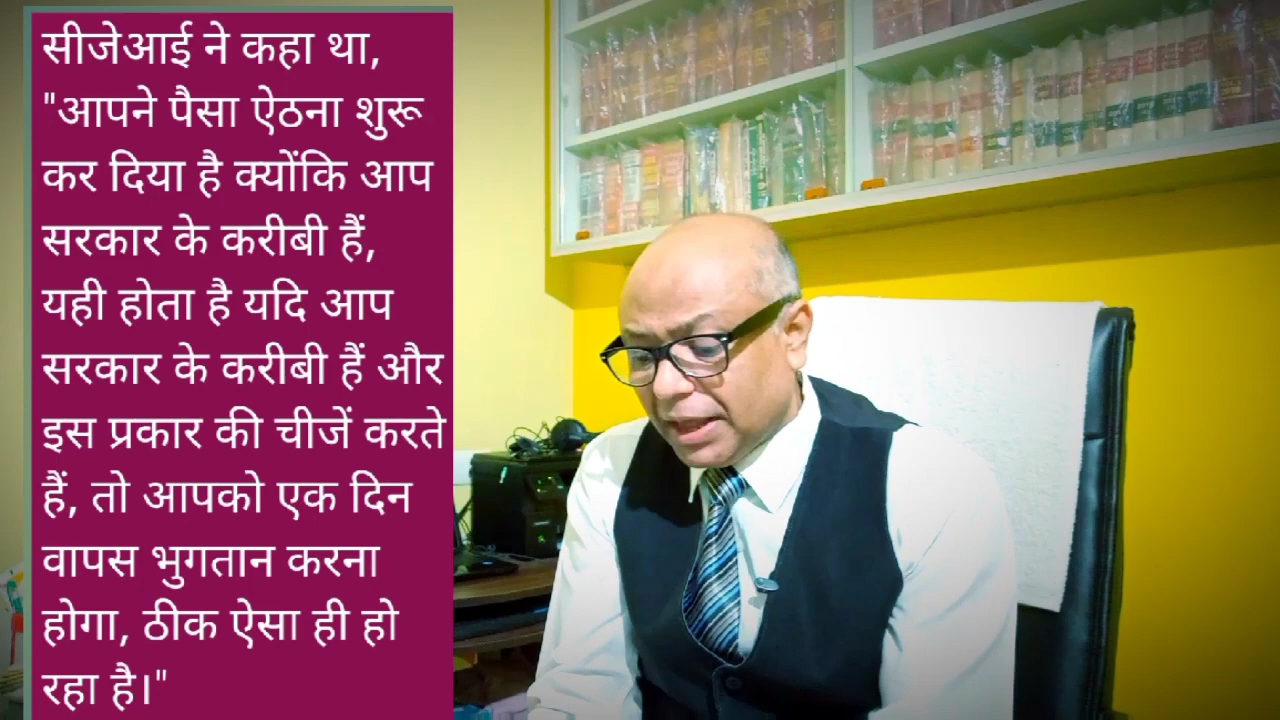 सीजेआई ने कहा था,
"आपने पैसा ऐठना शुरू
कर दिया है क्योंकि आप
सरकार के करीबी हैं,
यही होता है यदि आप
सरकार के करीबी हैं और
इस प्रकार की चीजें करते
हैं, तो आपको एक दिन
वापस भुगतान करना
होगा, ठीक ऐसा ही हो
रहा है।"